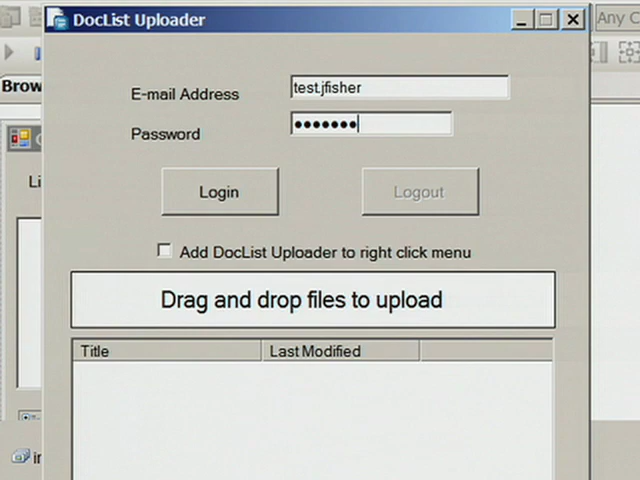 DocList Uploader
Any C
Brow
E-mail Address
test.jfisher
Password
Li
Login
Logout
Add DocList Uploader to right click menu
Drag and drop files to upload
Title
Last Modified
in